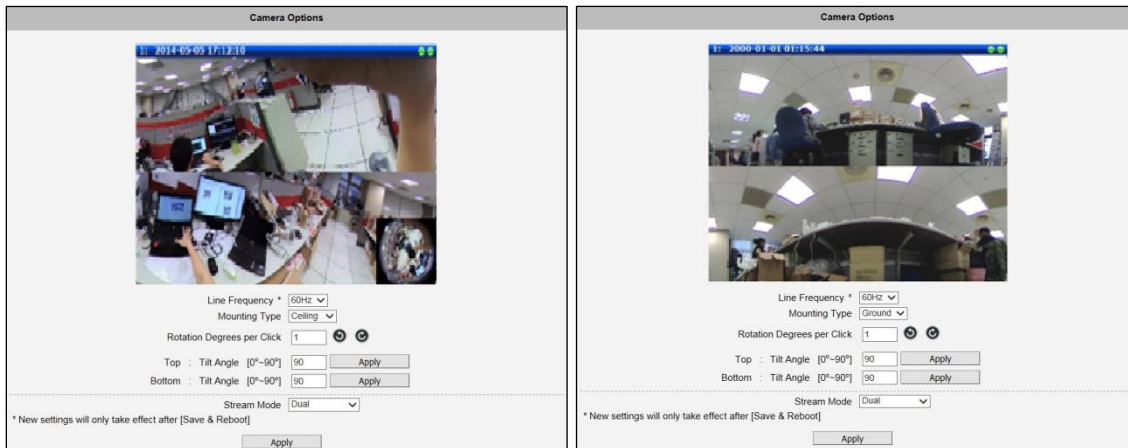 Camera Options
1: 2014-05-05 17:12:10
Line Frequency * 60Hz
Mounting Type Ceiling
Rotation Degrees per Click 1
Top : Tilt Angle [0°~90°] 90 Apply
Bottom : Tilt Angle [0°~90°] 90 Apply
Stream Mode Dual
* New settings will only take effect after [Save & Reboot]
Apply
Camera Options
1: 2000-01-01 01:15:44
Line Frequency * 60Hz
Mounting Type Ground
Rotation Degrees per Click 1
Top : Tilt Angle [0°~90°] 90 Apply
Bottom : Tilt Angle [0°~90°] 90 Apply
Stream Mode Dual
* New settings will only take effect after [Save & Reboot]
Apply